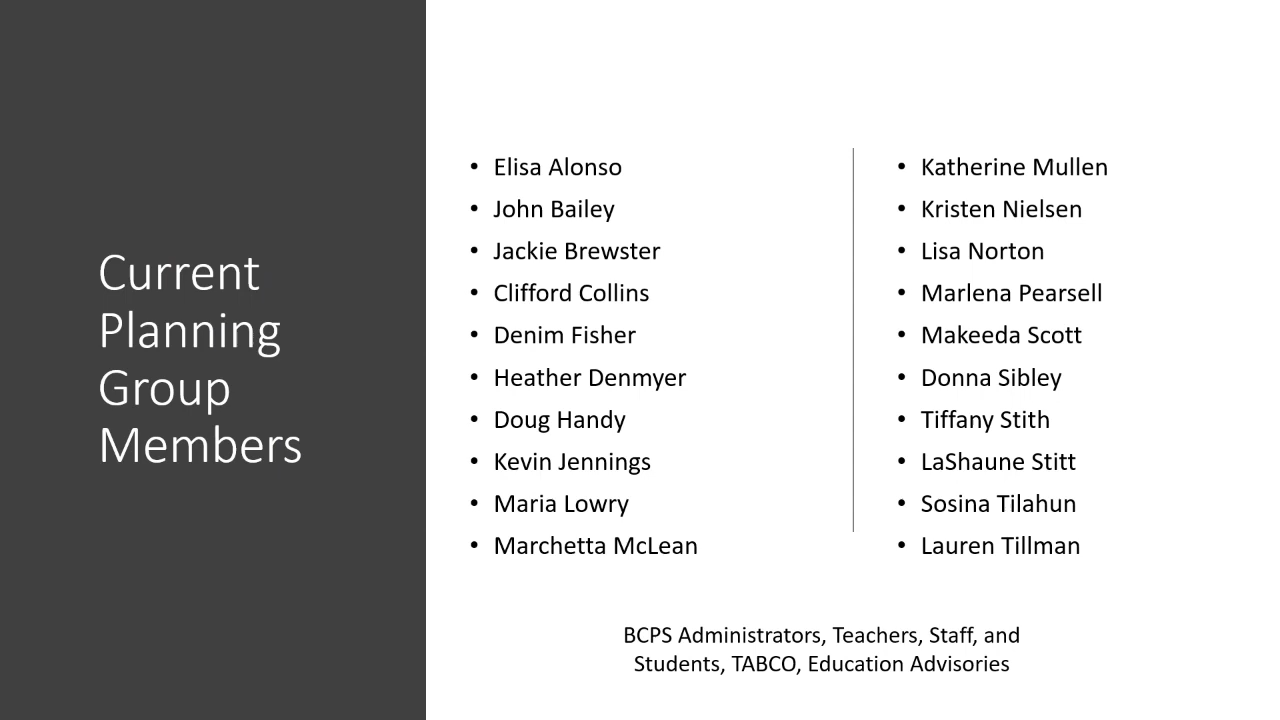 Current
Planning
Group
Members
• Elisa Alonso
• John Bailey
• Jackie Brewster
• Clifford Collins
• Denim Fisher
• Heather Denmyer
• Doug Handy
• Kevin Jennings
• Maria Lowry
• Marchetta McLean
• Katherine Mullen
• Kristen Nielsen
• Lisa Norton
• Marlena Pearsell
• Makeeda Scott
• Donna Sibley
• Tiffany Stith
• LaShaune Stitt
• Sosina Tilahun
• Lauren Tillman
BCPS Administrators, Teachers, Staff, and
Students, TABCO, Education Advisories